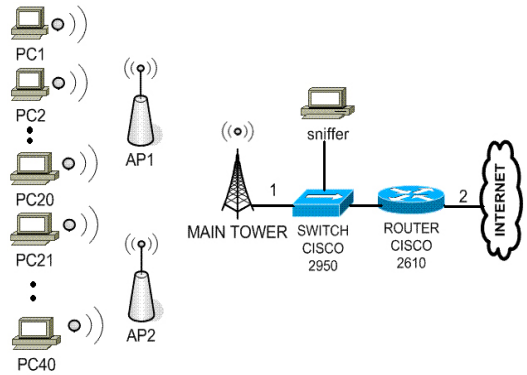 PC1
PC2
PC20
PC21
PC40
AP1
AP2
MAIN TOWER
1
sniffer
SWITCH
CISCO
2950
ROUTER
CISCO
2610
2
INTERNET